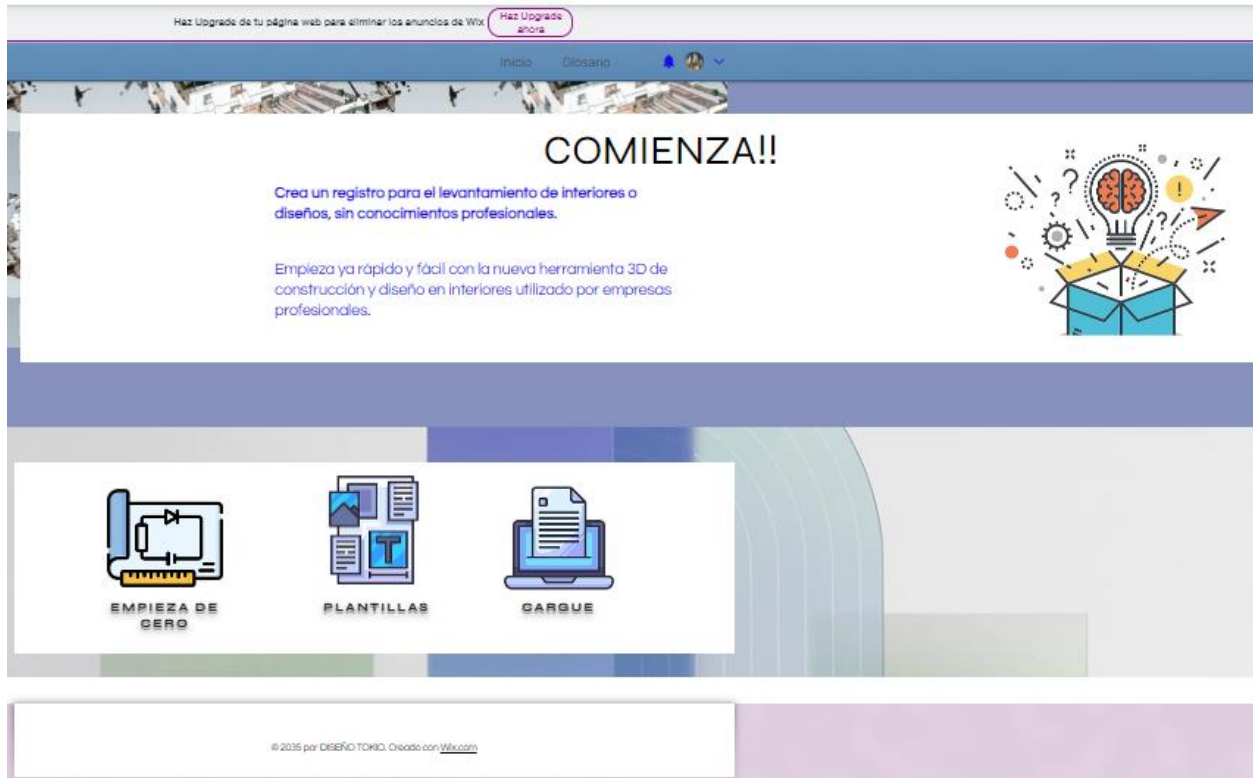 Haz Upgrade de tu página web para eliminar los anuncios de Wix
Haz Upgrade
ahora
Inicio Glosario
COMIENZA!!
Crea un registro para el levantamiento de interiores o
diseños, sin conocimientos profesionales.
Empieza ya rápido y fácil con la nueva herramienta 3D de
construcción y diseño en interiores utilizado por empresas
profesionales.
EMPIEZA DE
CERO
PLANTILLAS
CARGUE
© 2035 por DISEÑO TOKIO. Creado con Wix.com